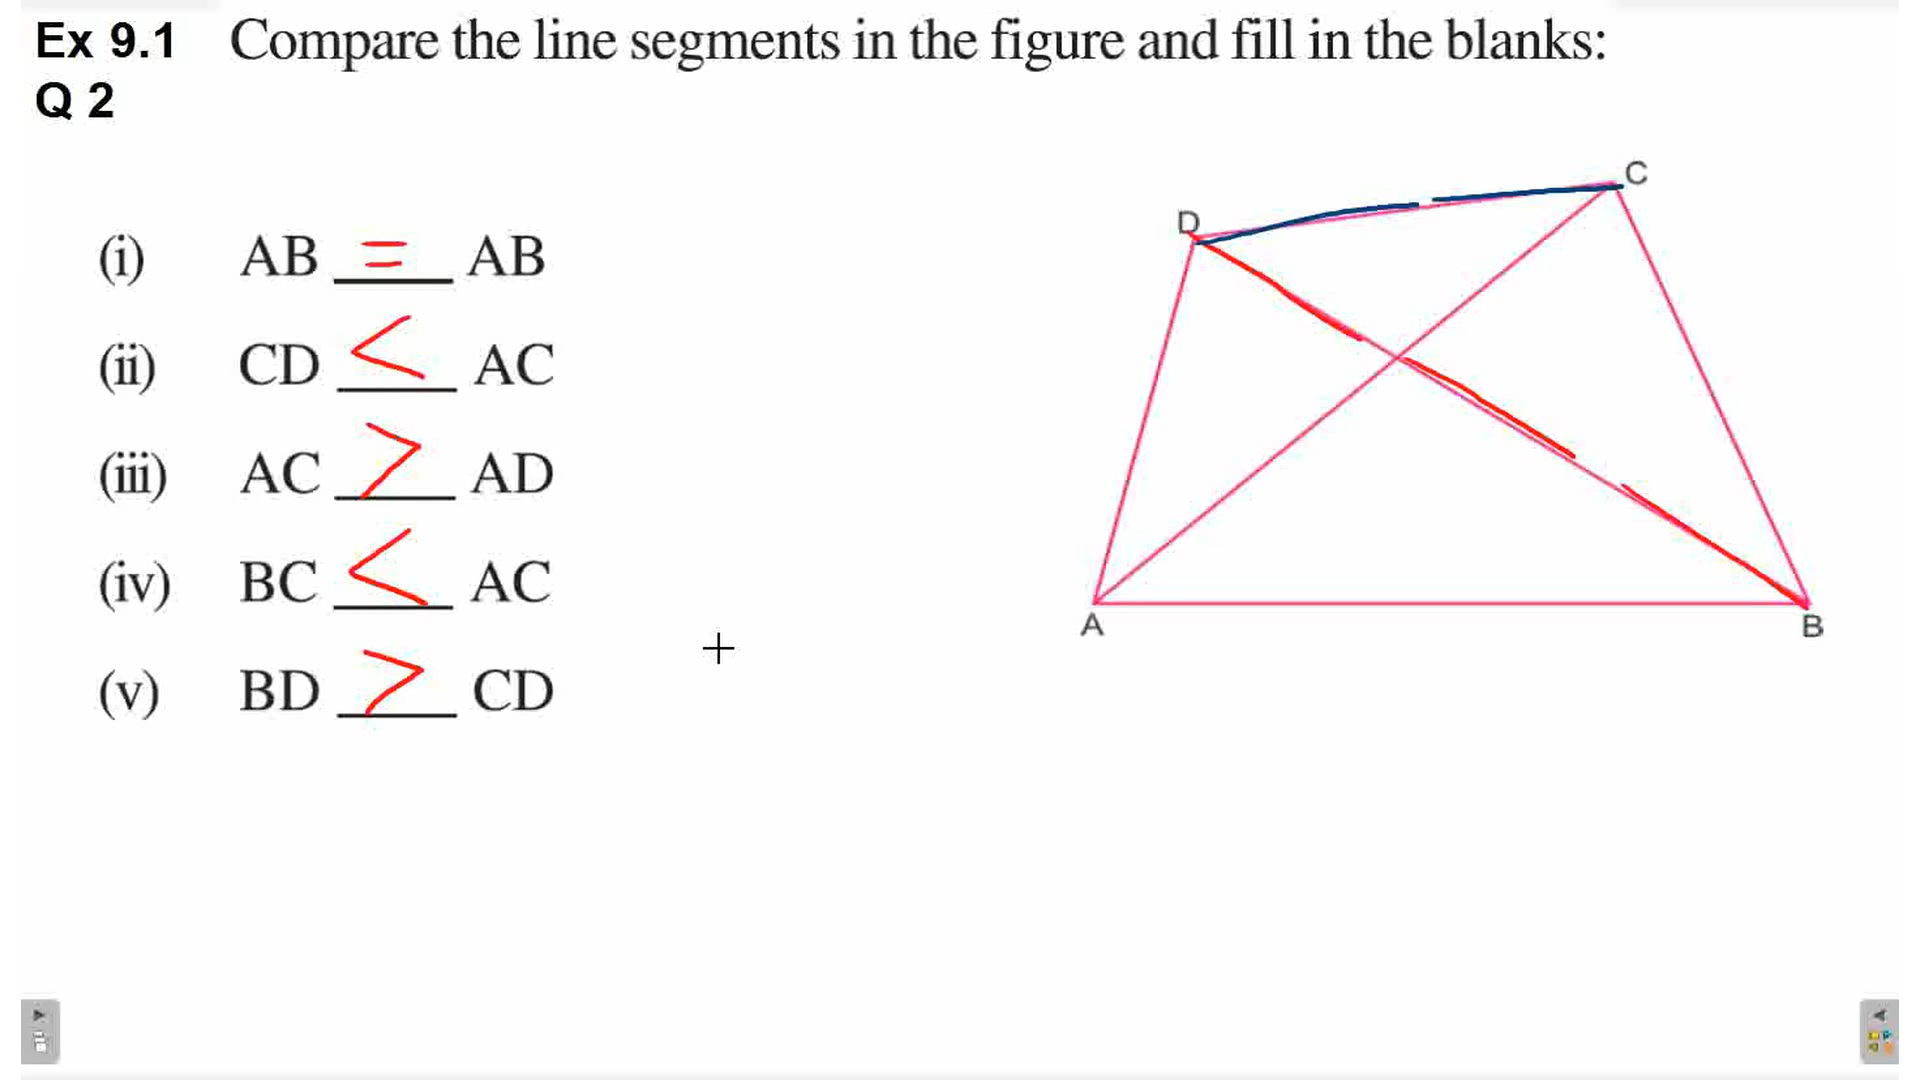 Ex 9.1 Compare the line segments in the figure and fill in the blanks:
Q 2
(i) AB = AB
(ii) CD < AC
(iii) AC > AD
(iv) BC < AC
(v) BD > CD
C
D
A
B